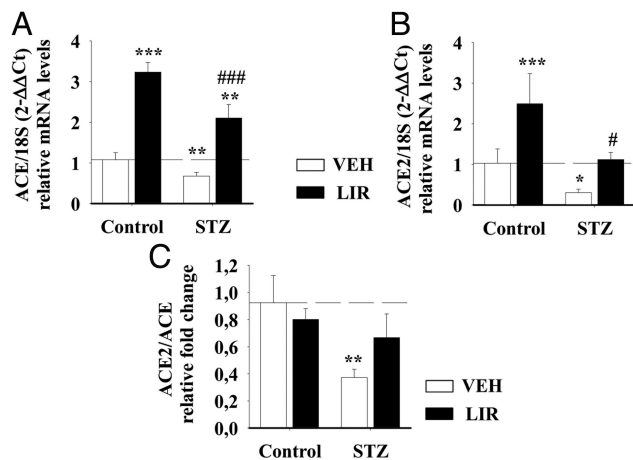 A
ACE/18S (2-ΔΔCt)
relative mRNA levels
4
3
2
1
0
***
**
###
**
Control
STZ
VEH
LIR
B
ACE2/18S (2-ΔΔCt)
relative mRNA levels
4
3
2
1
0
***
*
#
Control
STZ
C
ACE2/ACE
relative fold change
1,2
1,0
0,8
0,6
0,4
0,2
0,0
**
Control
STZ
VEH
LIR